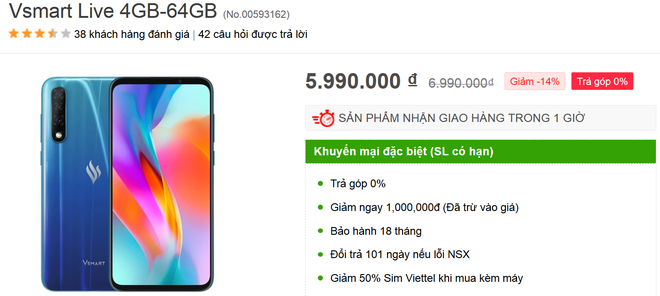 Vsmart Live 4GB-64GB (No.00593162)
38 khách hàng đánh giá | 42 câu hỏi được trả lời
5.990.000 ₫ 6.990.000₫ Giảm -14% Trả góp 0%
SẢN PHẨM NHẬN GIAO HÀNG TRONG 1 GIỜ
Khuyến mại đặc biệt (SL có hạn)
Trả góp 0%
Giảm ngay 1,000,000đ (Đã trừ vào giá)
Bảo hành 18 tháng
Đổi trả 101 ngày nếu lỗi NSX
Giảm 50% Sim Viettel khi mua kèm máy
VSMART